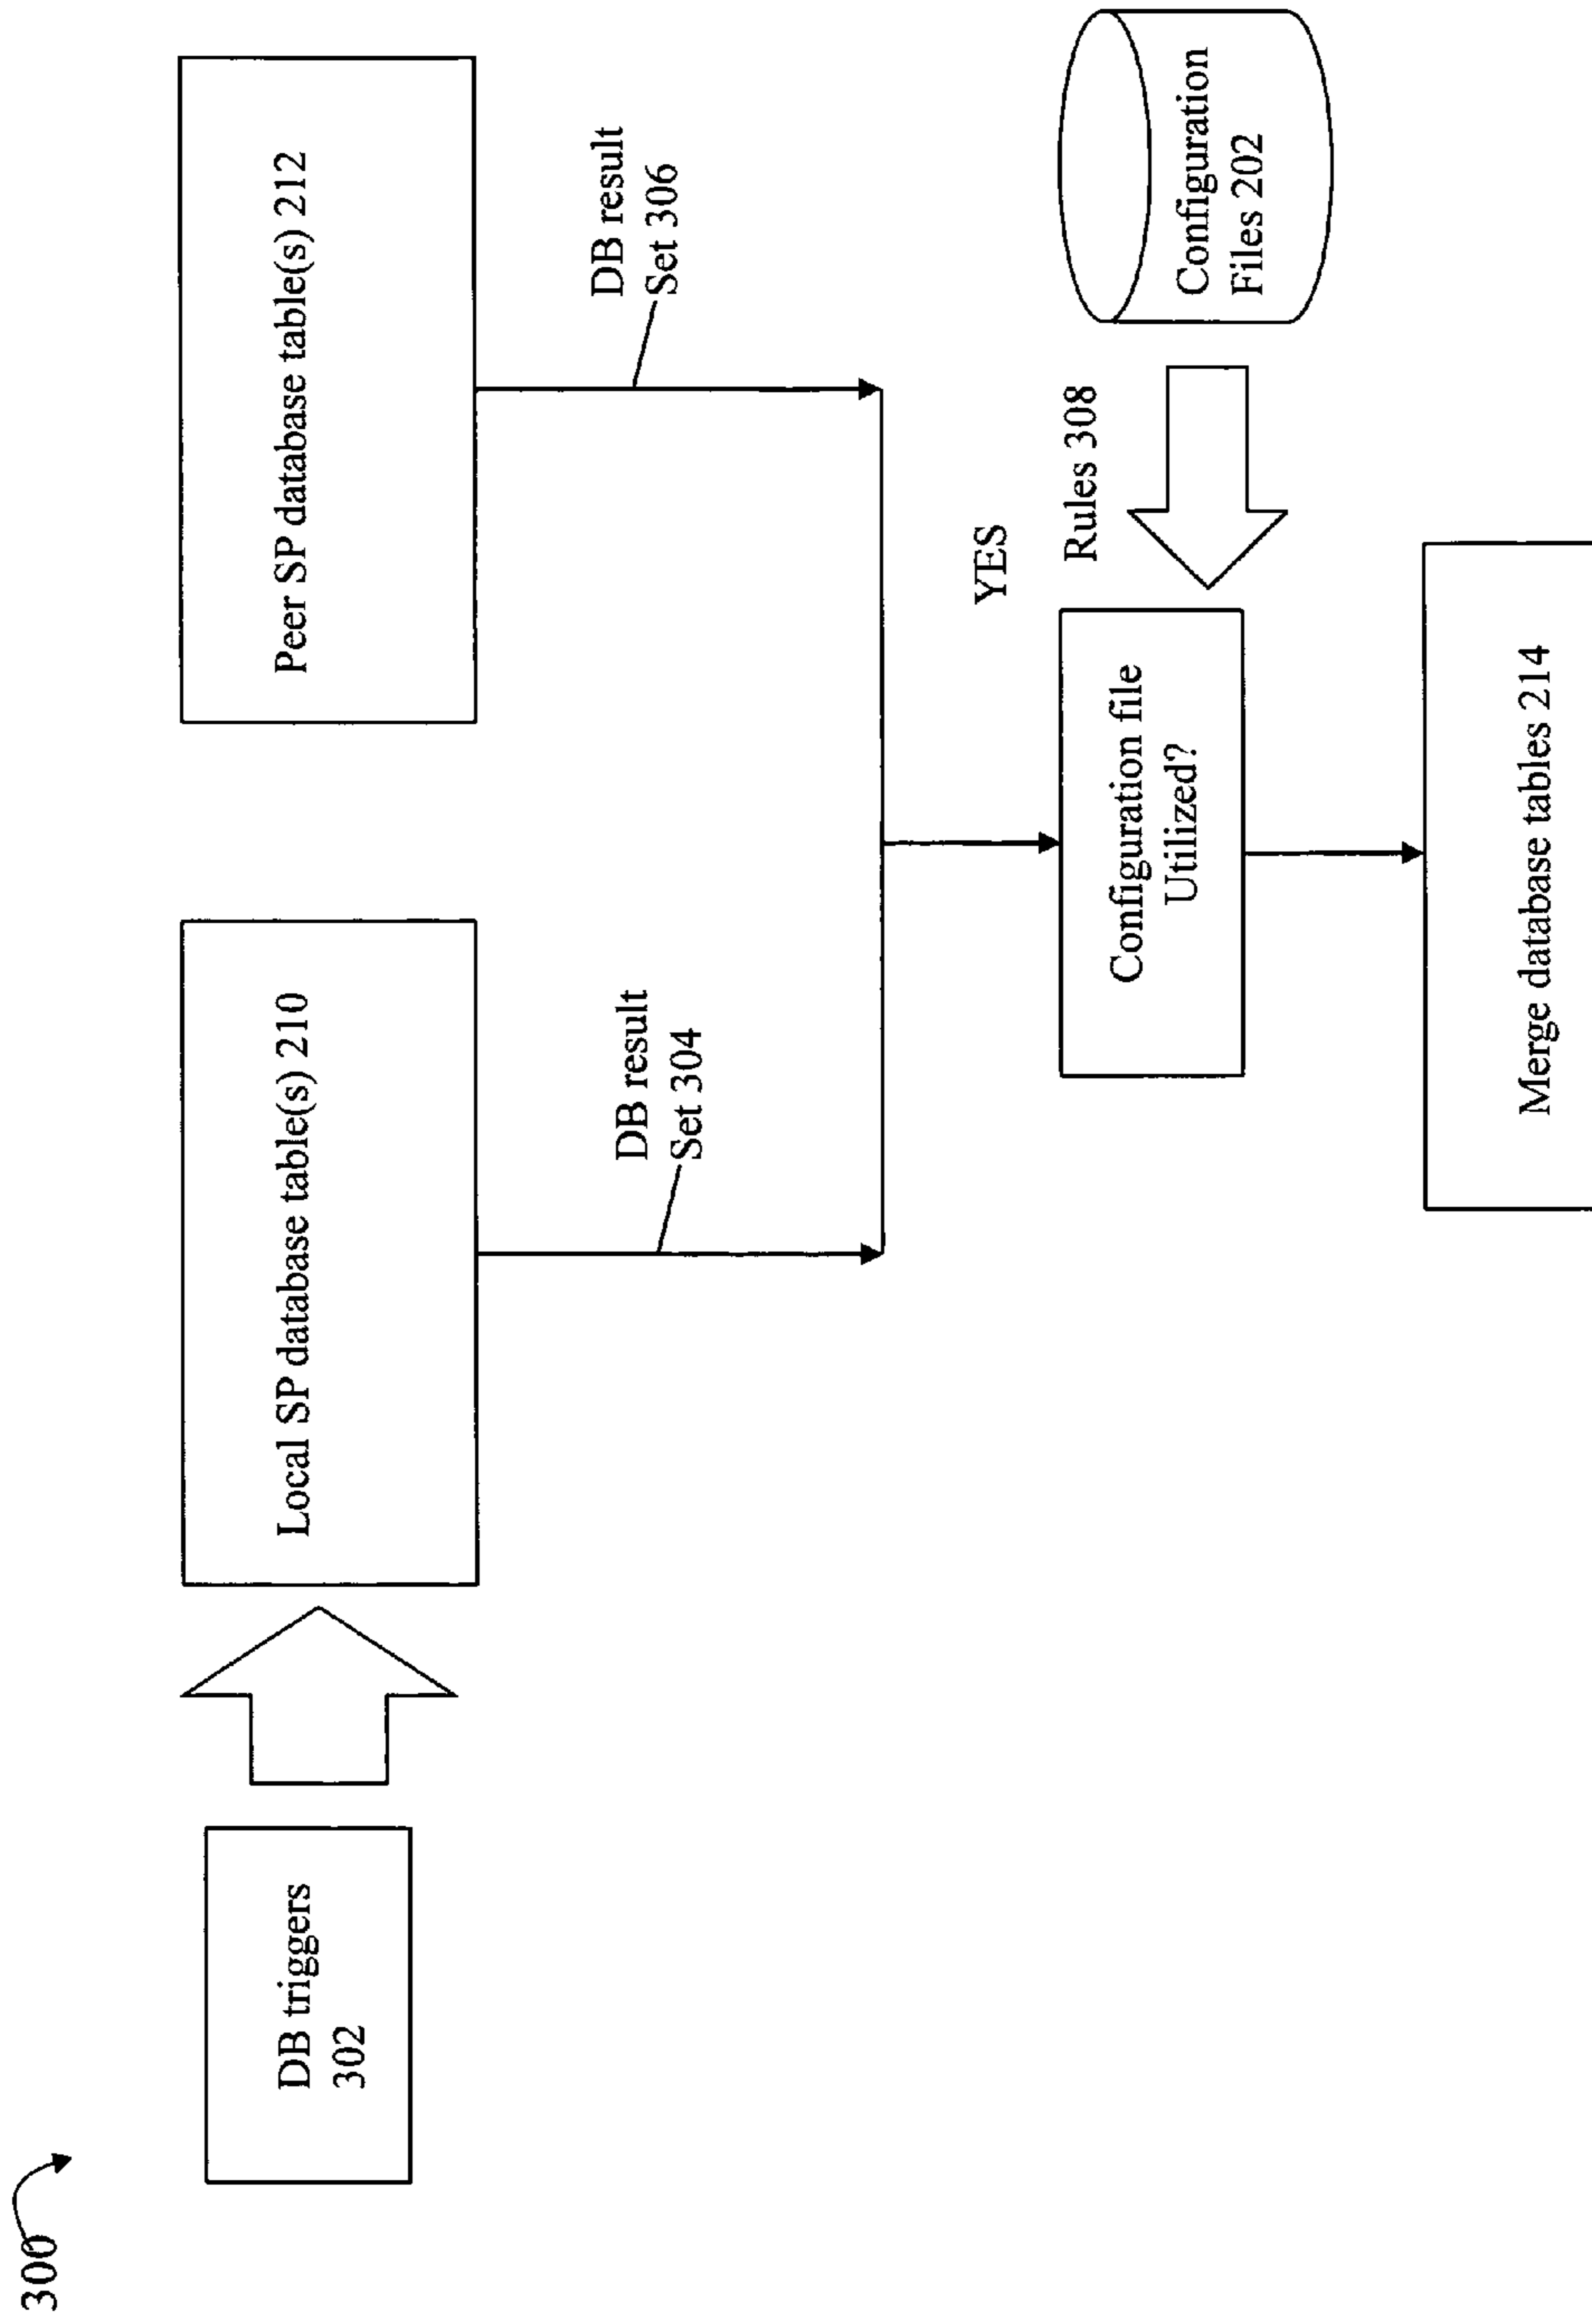 300
DB triggers
302
Local SP database table(s) 210
Peer SP database table(s) 212
DB result
Set 304
DB result
Set 306
YES
Rules 308
Configuration file
Utilized?
Configuration
Files 202
Merge database tables 214